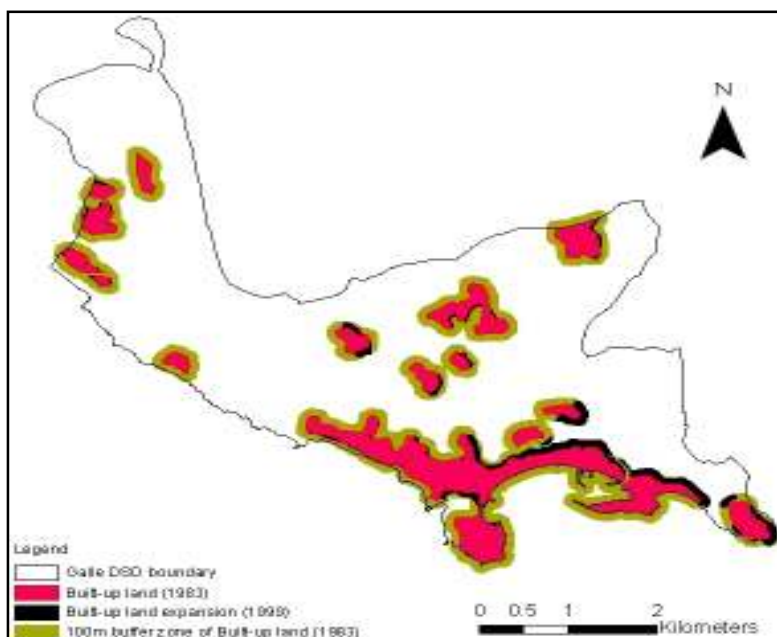 N
Legend
Galle DSD boundary
Built-up land (1983)
Built-up land expansion (1998)
100m buffer zone of Built-up land (1983)
0 0.5 1 2
Kilometers